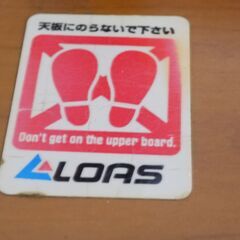 天板にのらないで下さい
Don't get on the upper board.
LOAS